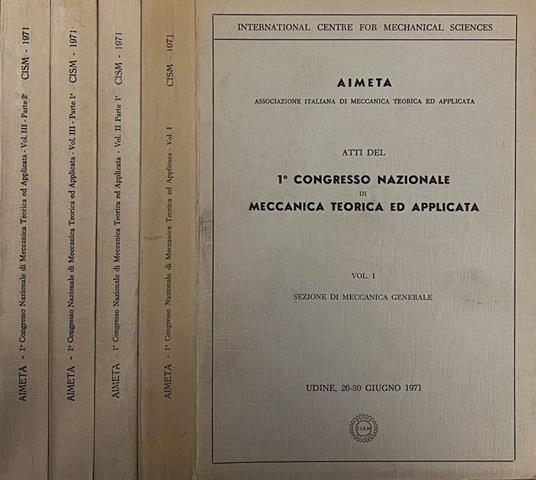 AIMETA - 1° Congresso Nazionale di Meccanica Teorica ed Applicata - Vol. III - Parte 2ª CISM - 1971
AIMETA - 1° Congresso Nazionale di Meccanica Teorica ed Applicata - Vol. III - Parte 1ª CISM - 1971
AIMETA - 1° Congresso Nazionale di Meccanica Teorica ed Applicata - Vol. II Parte 1ª CISM - 1971
AIMETA - 1° Congresso Nazionale di Meccanica Teorica ed Applicata - Vol. I CISM - 1971
INTERNATIONAL CENTRE FOR MECHANICAL SCIENCES
AIMETA
ASSOCIAZIONE ITALIANA DI MECCANICA TEORICA ED APPLICATA
ATTI DEL
1° CONGRESSO NAZIONALE
DI
MECCANICA TEORICA ED APPLICATA
VOL. I
SEZIONE DI MECCANICA GENERALE
UDINE, 26-30 GIUGNO 1971
CISM